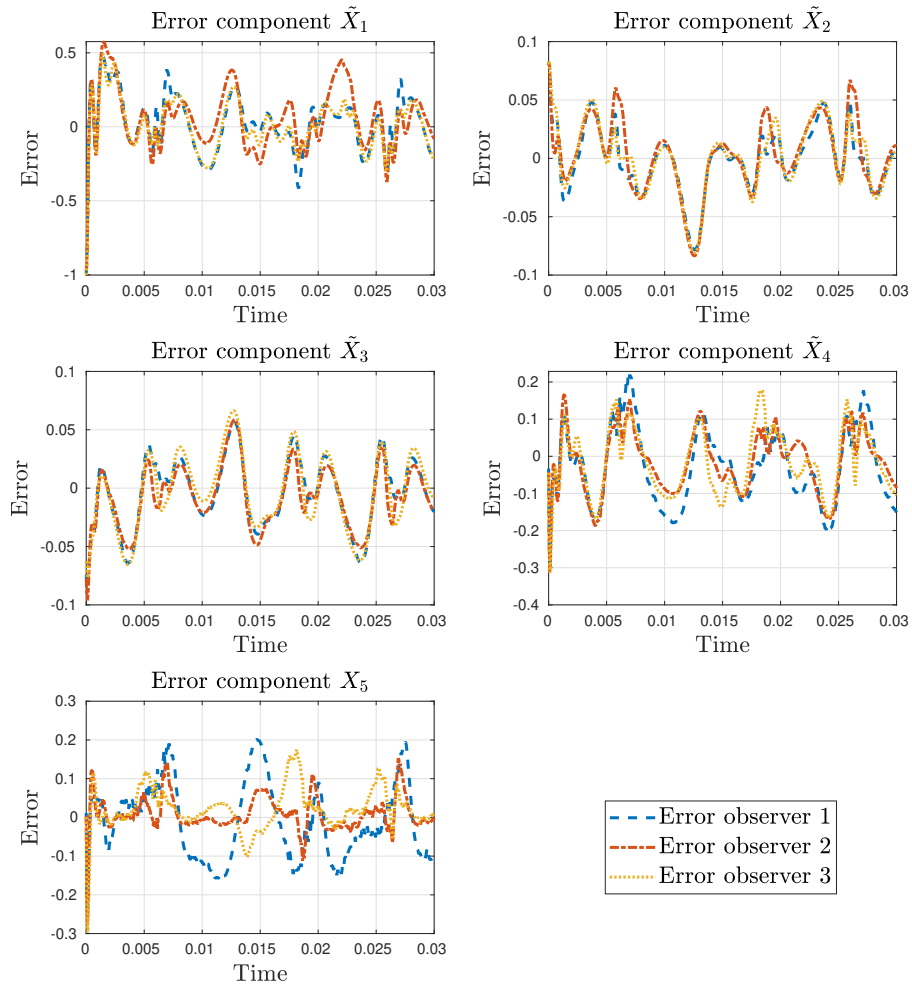 Error component X̃₁
0.5
0
-0.5
-1
Error
0 0.005 0.01 0.015 0.02 0.025 0.03
Time
Error component X̃₂
0.1
0.05
0
-0.05
-0.1
Error
0 0.005 0.01 0.015 0.02 0.025 0.03
Time
Error component X̃₃
0.1
0.05
0
-0.05
-0.1
Error
0 0.005 0.01 0.015 0.02 0.025 0.03
Time
Error component X̃₄
0.2
0.1
0
-0.1
-0.2
-0.3
-0.4
Error
0 0.005 0.01 0.015 0.02 0.025 0.03
Time
Error component X₅
0.3
0.2
0.1
0
-0.1
-0.2
-0.3
Error
0 0.005 0.01 0.015 0.02 0.025 0.03
Time
Error observer 1
Error observer 2
Error observer 3